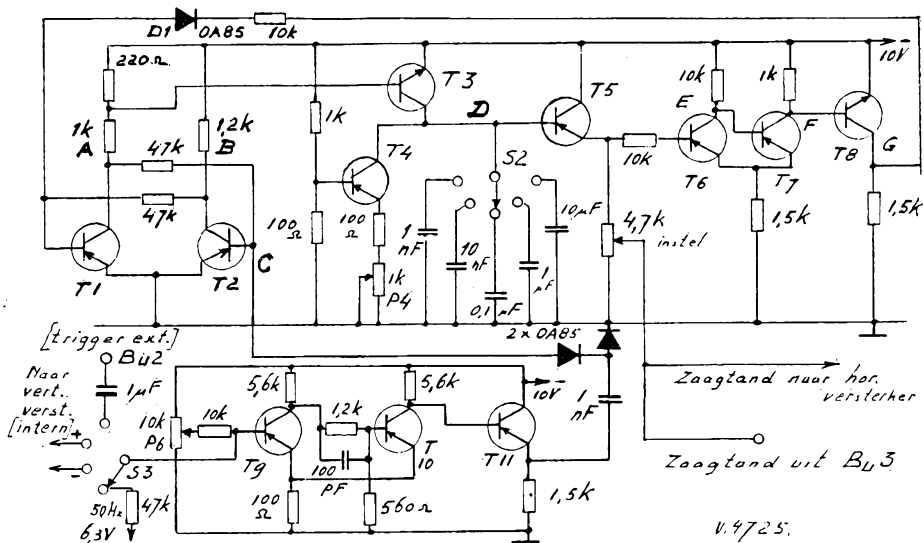 D1
OA85
10k
10V
220Ω
1k
A
47k
1,2k
B
47k
T1
T2
C
T3
1k
T4
100Ω
100Ω
1k
P4
D
S2
1nF
10nF
0,1μF
1μF
10μF
T5
10k
4,7k
instel
10k
E
T6
1k
F
T7
T8
G
1,5k
1,5k
2x OA85
[trigger ext.]
Bu2
1μF
Naar
vert.
verst.
[intern]
+
-
S3
50Hz
6,3V
47k
10k
P6
10k
5,6k
T9
100Ω
1,2k
100
PF
5,6k
T
10
560Ω
T11
10V
1,5k
1nF
Zaagtand naar hor.
versterker
Zaagtand uit Bu3
V.4725.